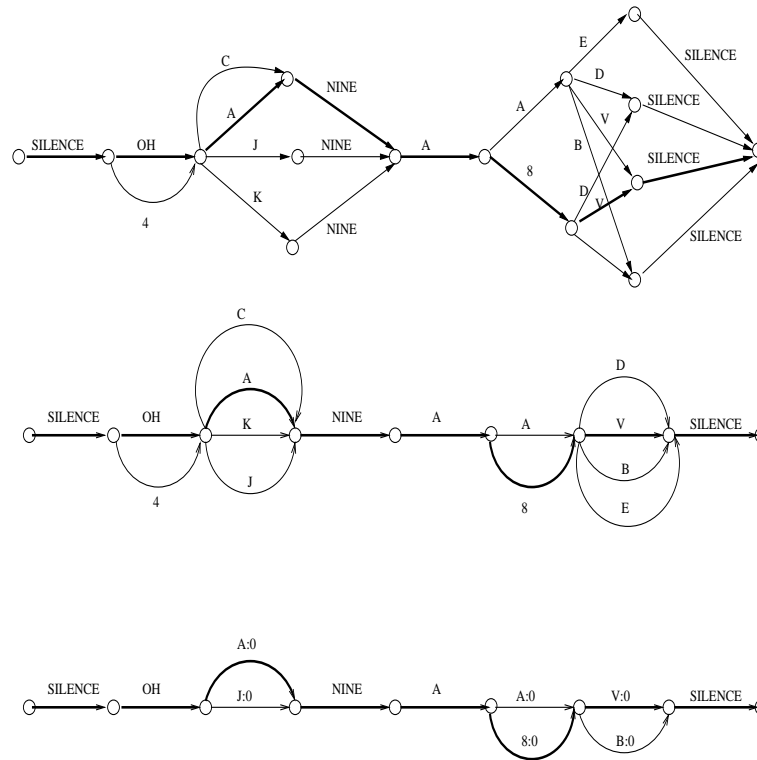 E
SILENCE
C
NINE
D
A
A
SILENCE
V
SILENCE
OH
J
NINE
A
B
SILENCE
8
K
D
V
4
NINE
SILENCE
C
D
A
SILENCE
OH
K
NINE
A
A
V
SILENCE
B
J
4
8
E
A:0
SILENCE
OH
J:0
NINE
A
A:0
V:0
SILENCE
8:0
B:0